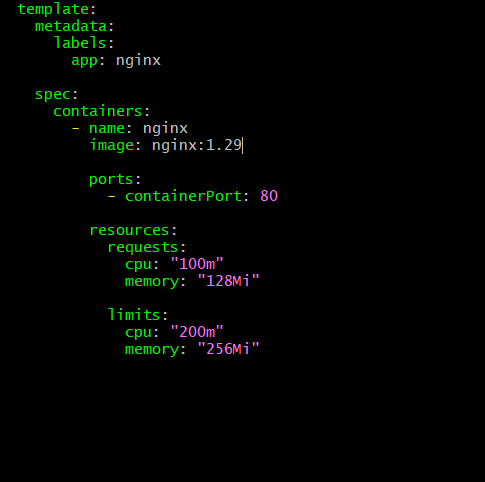 template:
  metadata:
    labels:
      app: nginx

  spec:
    containers:
      - name: nginx
        image: nginx:1.29

        ports:
          - containerPort: 80

        resources:
          requests:
            cpu: "100m"
            memory: "128Mi"

          limits:
            cpu: "200m"
            memory: "256Mi"